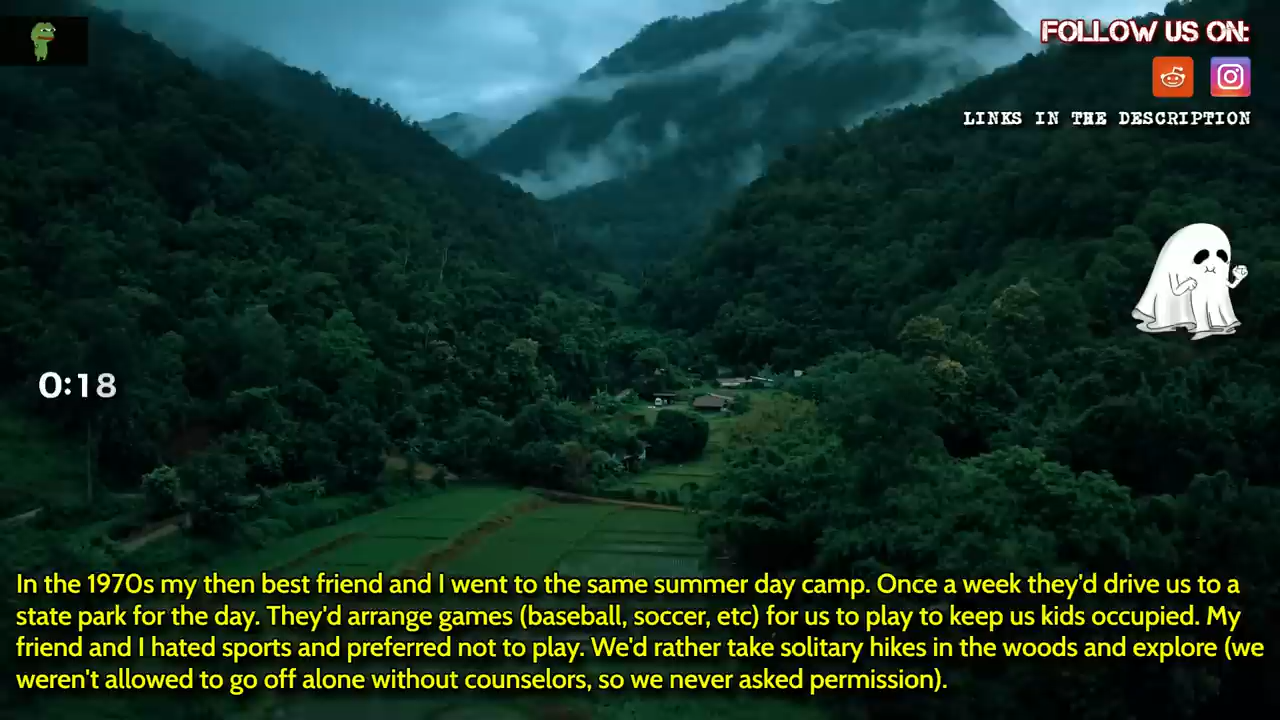 FOLLOW US ON:
LINKS IN THE DESCRIPTION
0:18
In the 1970s my then best friend and I went to the same summer day camp. Once a week they'd drive us to a
state park for the day. They'd arrange games (baseball, soccer, etc) for us to play to keep us kids occupied. My
friend and I hated sports and preferred not to play. We'd rather take solitary hikes in the woods and explore (we
weren't allowed to go off alone without counselors, so we never asked permission).